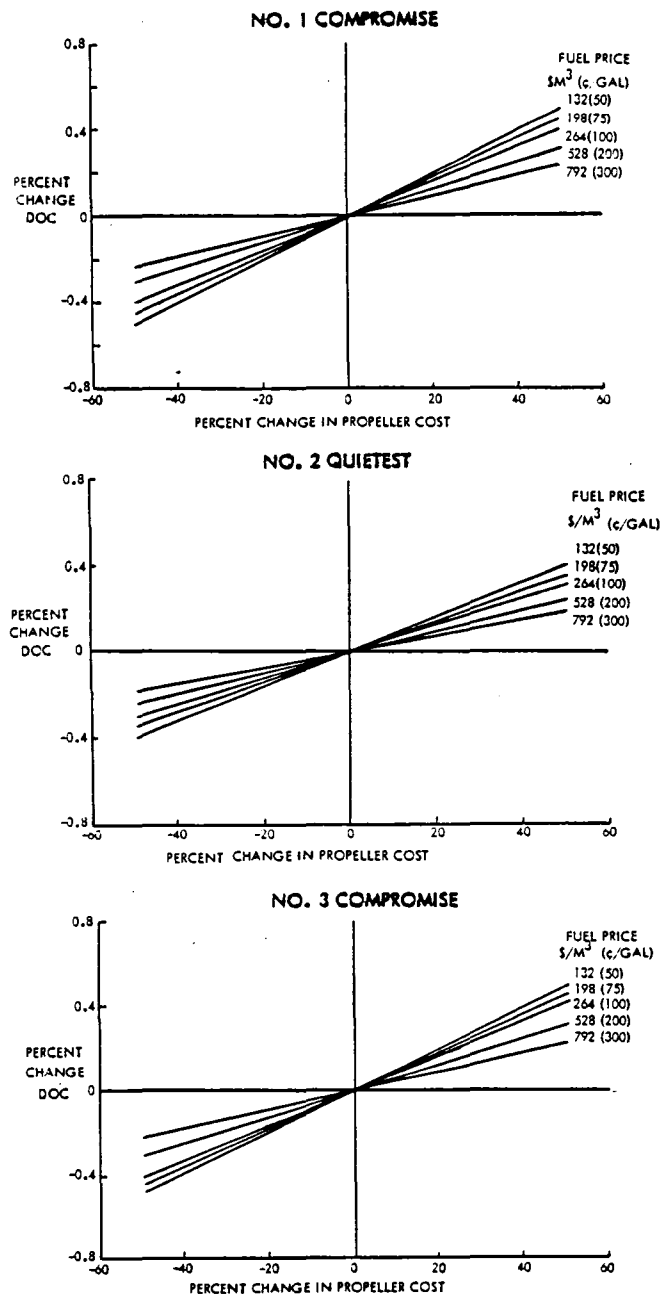 NO. 1 COMPROMISE
0.8
FUEL PRICE
$M3 (¢/GAL)
132(50)
198(75)
264(100)
528 (200)
792 (300)
0.4
PERCENT
CHANGE
DOC
0
-0.4
-0.8
-60 -40 -20 0 20 40 60
PERCENT CHANGE IN PROPELLER COST
NO. 2 QUIETEST
0.8
FUEL PRICE
$/M3 (¢/GAL)
132(50)
198(75)
264(100)
528 (200)
792 (300)
0.4
PERCENT
CHANGE
DOC
0
-0.4
-0.8
-60 -40 -20 0 20 40 60
PERCENT CHANGE IN PROPELLER COST
NO. 3 COMPROMISE
0.8
FUEL PRICE
$/M3 (¢/GAL)
132 (50)
198 (75)
264 (100)
528 (200)
792 (300)
0.4
PERCENT
CHANGE
DOC
0
-0.4
-0.8
-60 -40 -20 0 20 40 60
PERCENT CHANGE IN PROPELLER COST